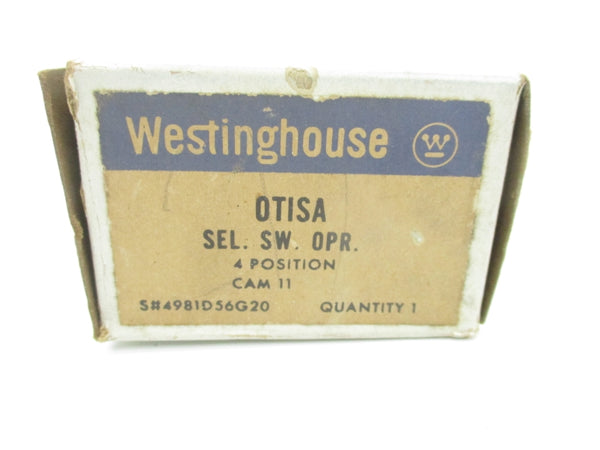 Westinghouse W
OTISA
SEL. SW. OPR.
4 POSITION
CAM 11
S#4981D56G20 QUANTITY 1